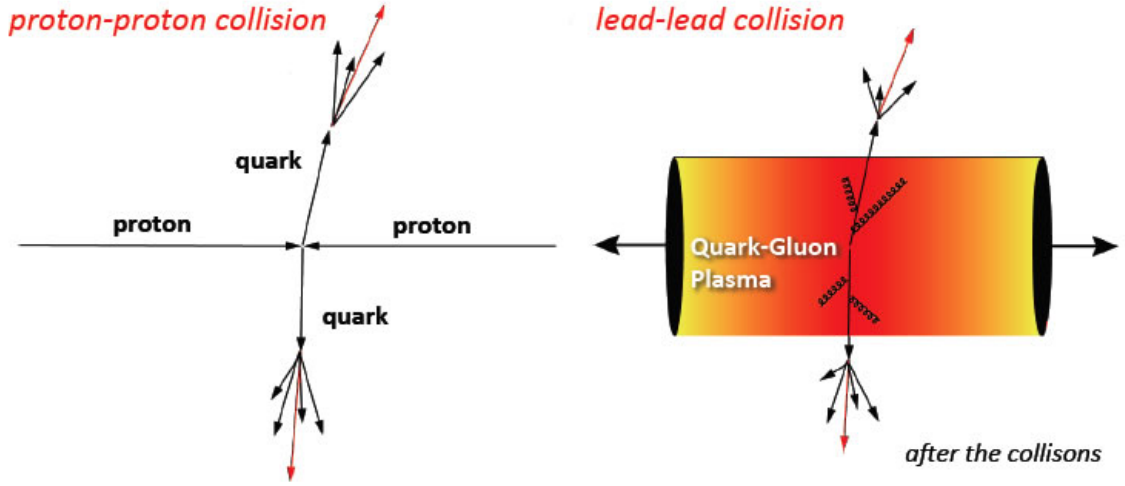 proton-proton collision
lead-lead collision
quark
proton
proton
quark
Quark-Gluon
Plasma
after the collisons